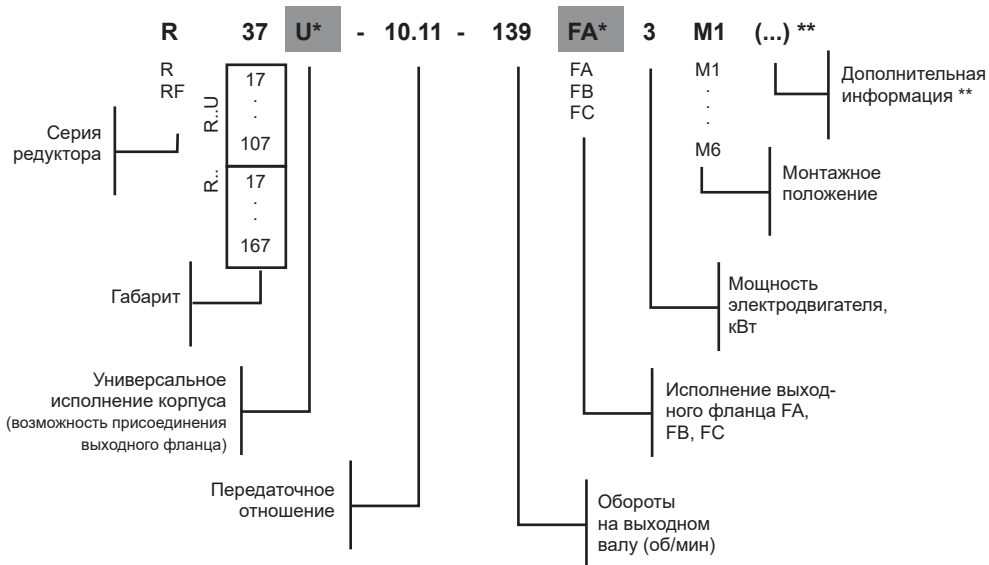 R 37 U* - 10.11 - 139 FA* 3 M1 (...) **
R
RF
R..U
17
.
.
107
R..
17
.
.
167
FA
FB
FC
M1
.
.
.
M6
Дополнительная
информация **
Серия
редуктора
Монтажное
положение
Габарит
Мощность
электродвигателя,
кВт
Универсальное
исполнение корпуса
(возможность присоединения
выходного фланца)
Исполнение выход-
ного фланца FA,
FB, FC
Передаточное
отношение
Обороты
на выходном
валу (об/мин)